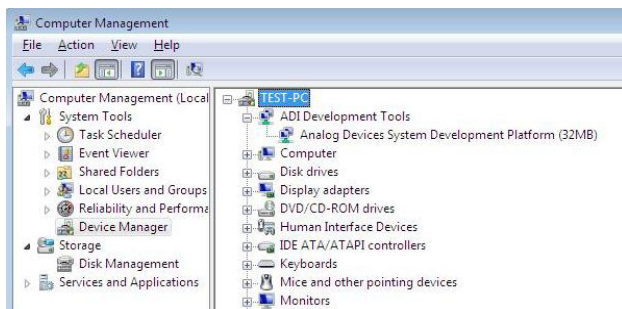 Computer Management
File Action View Help
Computer Management (Local
System Tools
Task Scheduler
Event Viewer
Shared Folders
Local Users and Groups
Reliability and Performa
Device Manager
Storage
Disk Management
Services and Applications
TEST-PC
ADI Development Tools
Analog Devices System Development Platform (32MB)
Computer
Disk drives
Display adapters
DVD/CD-ROM drives
Human Interface Devices
IDE ATA/ATAPI controllers
Keyboards
Mice and other pointing devices
Monitors